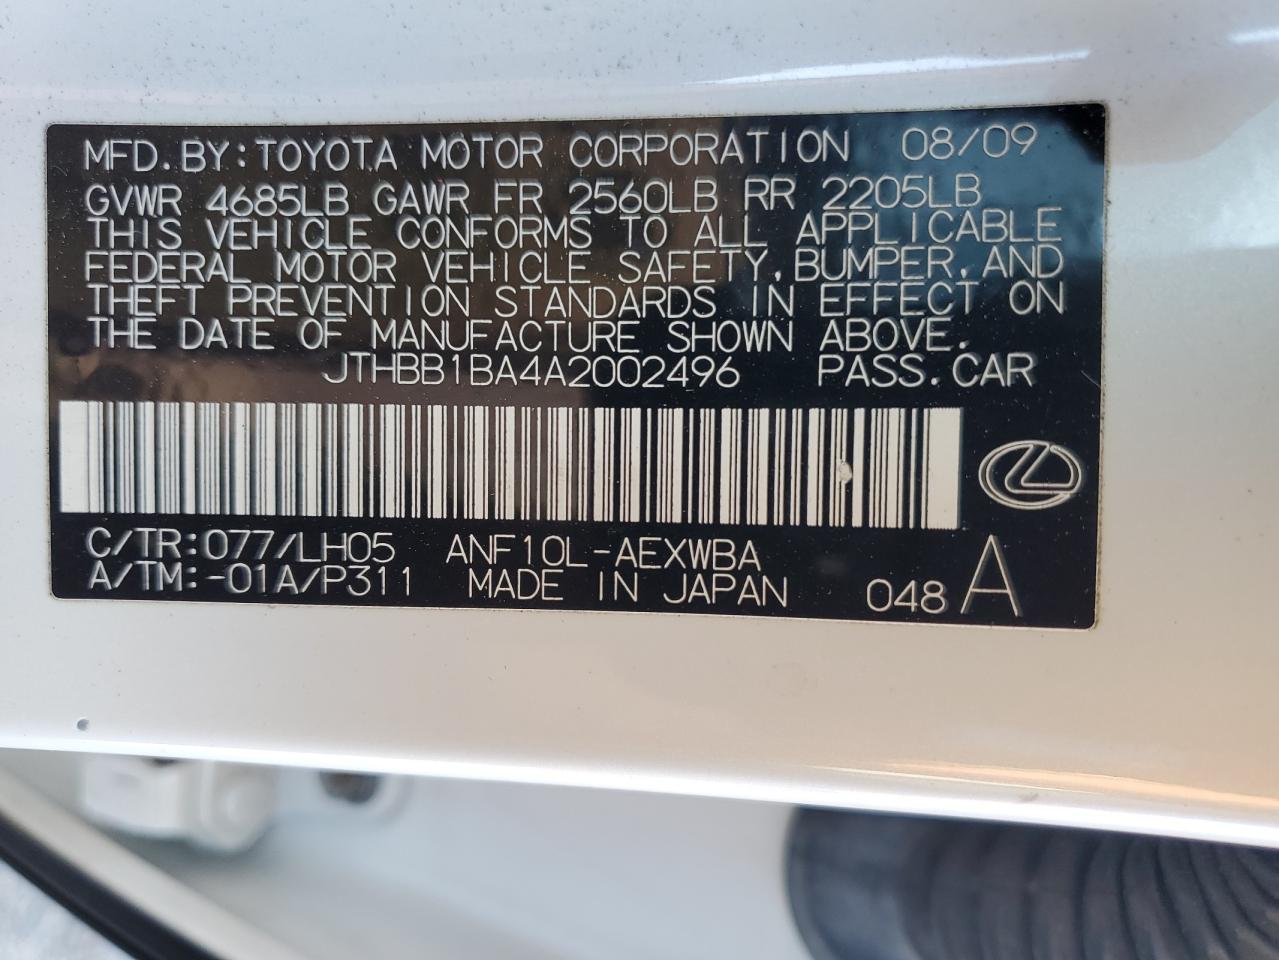 MFD.BY:TOYOTA MOTOR CORPORATION 08/09
GVWR 4685LB GAWR FR 2560LB RR 2205LB
THIS VEHICLE CONFORMS TO ALL APPLICABLE
FEDERAL MOTOR VEHICLE SAFETY,BUMPER,AND
THEFT PREVENTION STANDARDS IN EFFECT ON
THE DATE OF MANUFACTURE SHOWN ABOVE.
JTHBB1BA4A2002496 PASS.CAR
C/TR:077/LH05 ANF10L-AEXWBA
A/TM:-01A/P311 MADE IN JAPAN 048 A